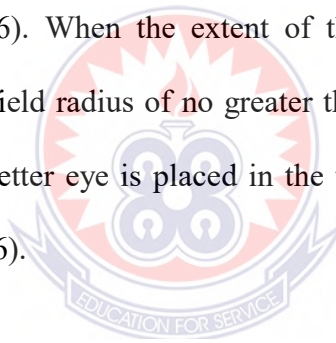 6). When the extent of t
ield radius of no greater th
etter eye is placed in the
6).
EDUCATION FOR SERVICE